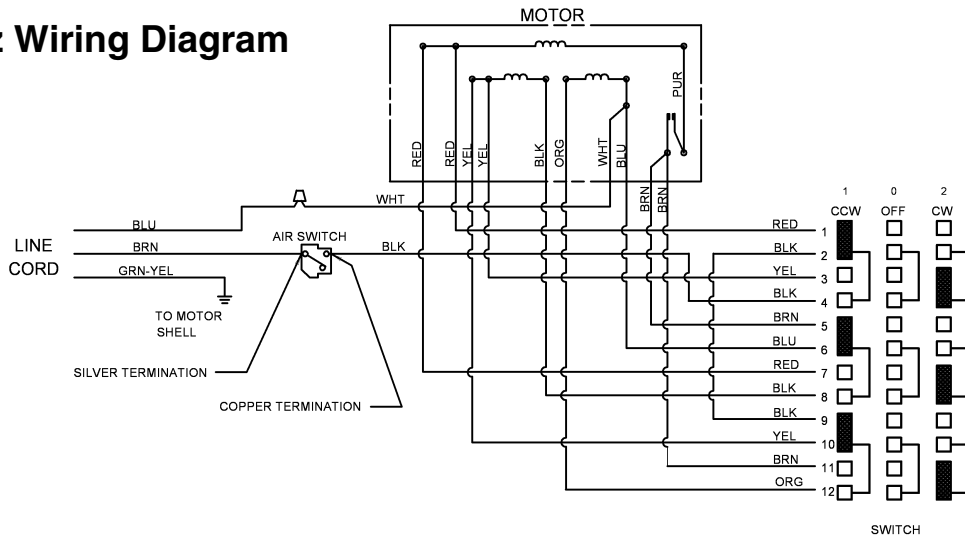 MOTOR
z Wiring Diagram
PUR
RED
RED
YEL
YEL
BLK
ORG
WHT
BLU
BRN
BRN
WHT
BLU
LINE
CORD
BRN
AIR SWITCH
BLK
GRN-YEL
TO MOTOR
SHELL
SILVER TERMINATION
COPPER TERMINATION
1 0 2
CCW OFF CW
RED 1
BLK 2
YEL 3
BLK 4
BRN 5
BLU 6
RED 7
BLK 8
BLK 9
YEL 10
BRN 11
ORG 12
SWITCH